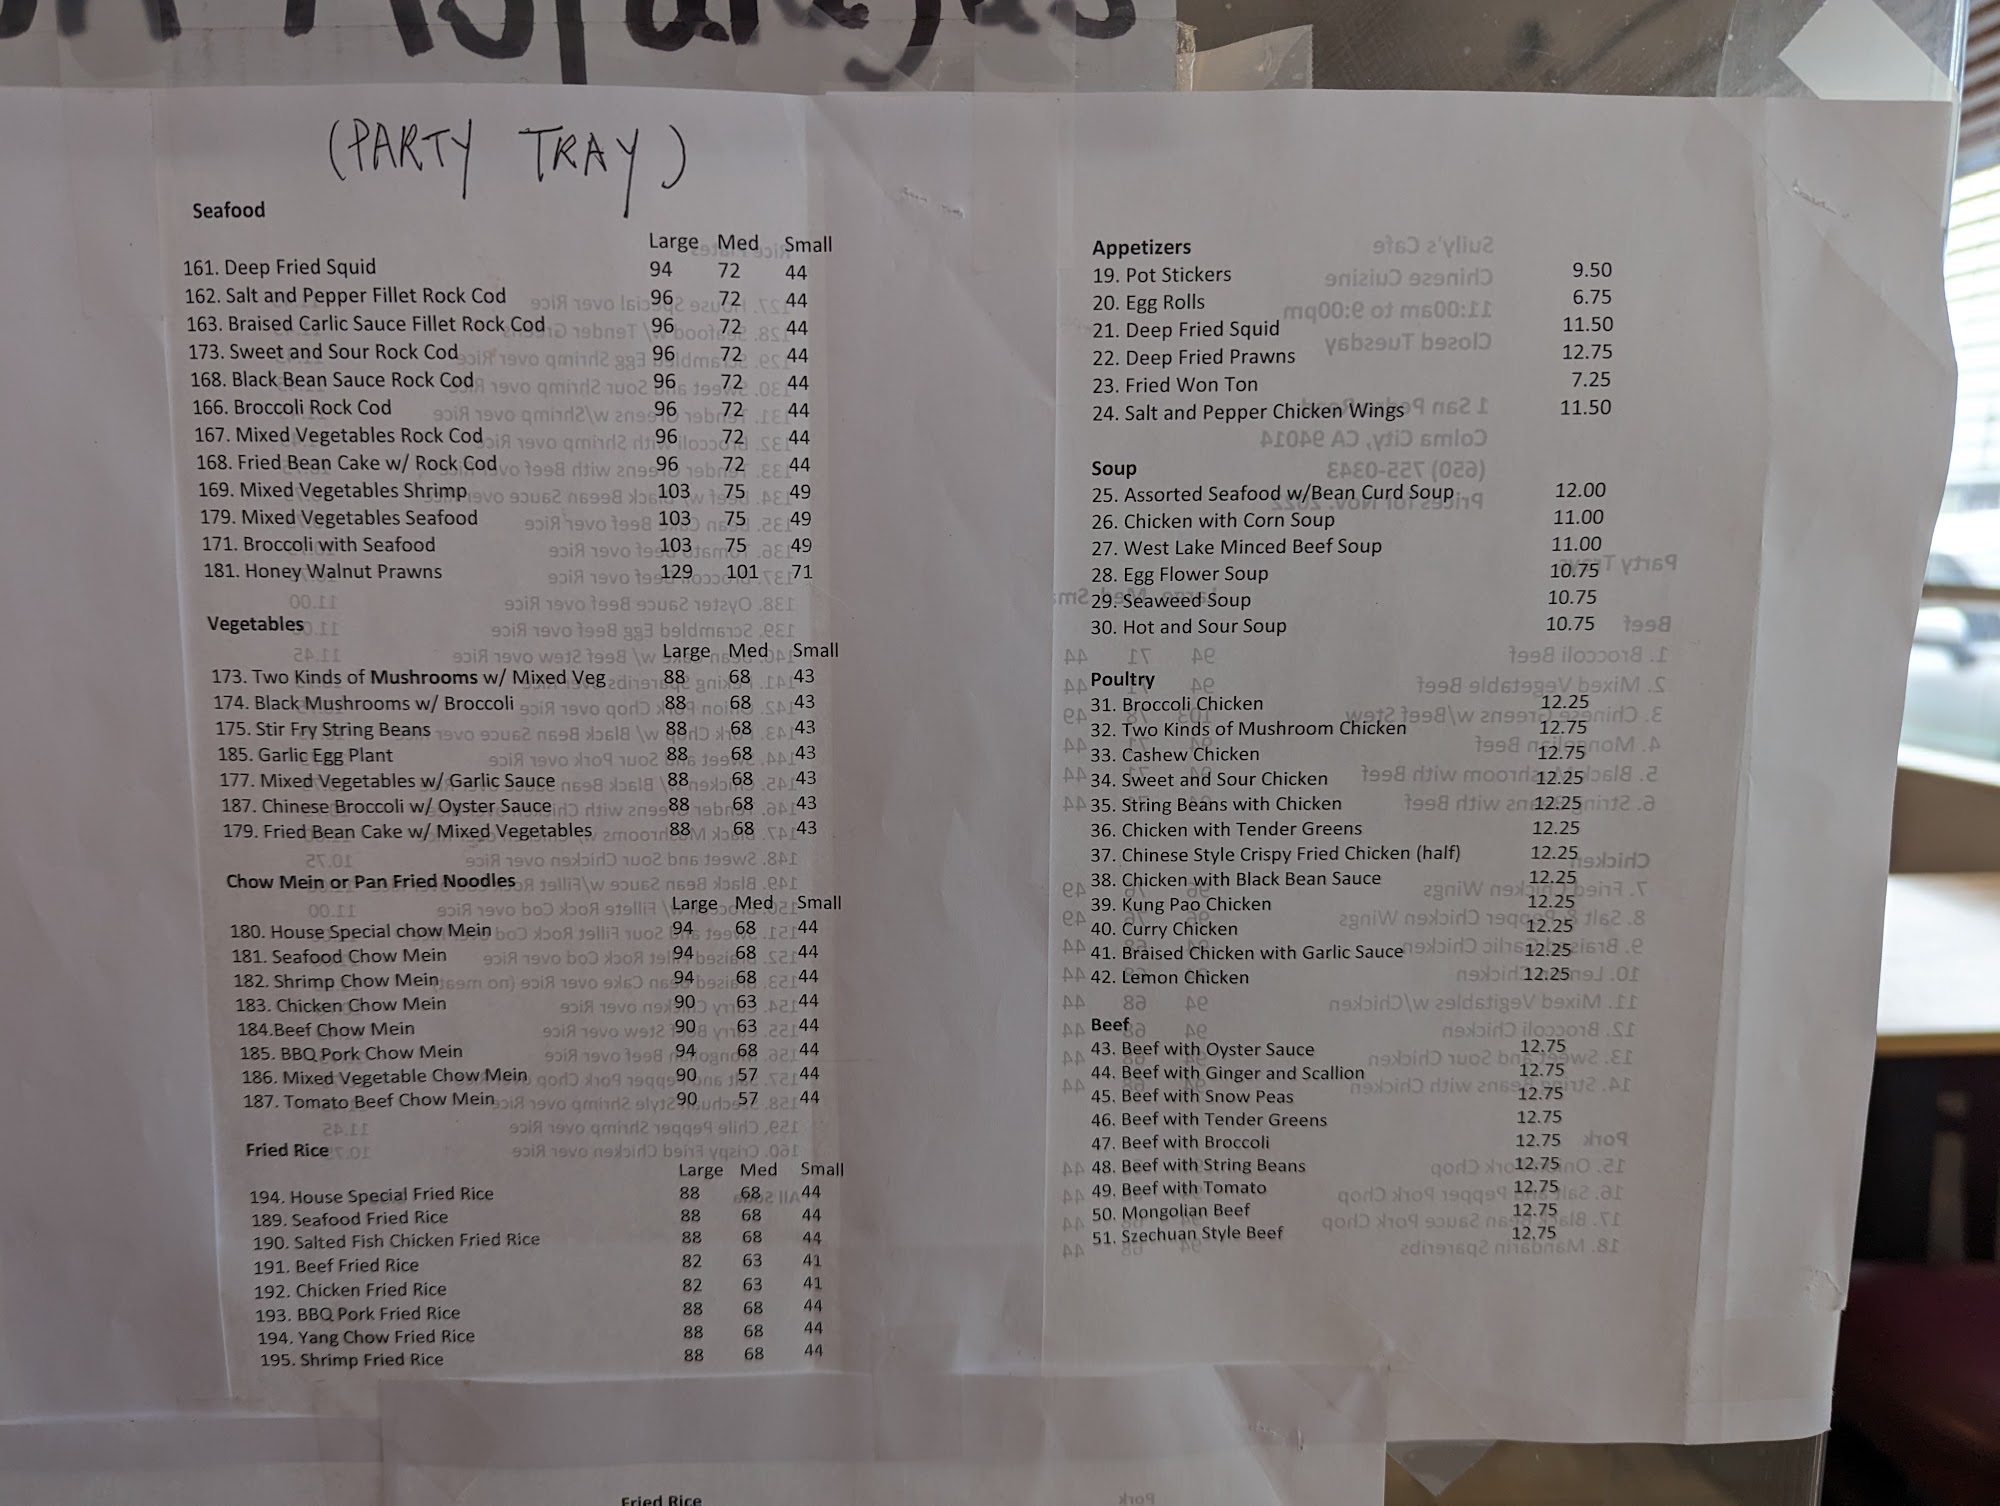 (PARTY TRAY)
Seafood
Large Med Small
161. Deep Fried Squid 94 72 44
162. Salt and Pepper Fillet Rock Cod 96 72 44
163. Braised Carlic Sauce Fillet Rock Cod 96 72 44
173. Sweet and Sour Rock Cod 96 72 44
168. Black Bean Sauce Rock Cod 96 72 44
166. Broccoli Rock Cod 96 72 44
167. Mixed Vegetables Rock Cod 96 72 44
168. Fried Bean Cake w/ Rock Cod 96 72 44
169. Mixed Vegetables Shrimp 103 75 49
179. Mixed Vegetables Seafood 103 75 49
171. Broccoli with Seafood 103 75 49
181. Honey Walnut Prawns 129 101 71
Vegetables
Large Med Small
173. Two Kinds of Mushrooms w/ Mixed Veg 88 68 43
174. Black Mushrooms w/ Broccoli 88 68 43
175. Stir Fry String Beans 88 68 43
185. Garlic Egg Plant 88 68 43
177. Mixed Vegetables w/ Garlic Sauce 88 68 43
187. Chinese Broccoli w/ Oyster Sauce 88 68 43
179. Fried Bean Cake w/ Mixed Vegetables 88 68 43
Chow Mein or Pan Fried Noodles
Large Med Small
180. House Special chow Mein 94 68 44
181. Seafood Chow Mein 94 68 44
182. Shrimp Chow Mein 94 68 44
183. Chicken Chow Mein 90 63 44
184.Beef Chow Mein 90 63 44
185. BBQ Pork Chow Mein 94 68 44
186. Mixed Vegetable Chow Mein 90 57 44
187. Tomato Beef Chow Mein 90 57 44
Fried Rice
Large Med Small
194. House Special Fried Rice 88 68 44
189. Seafood Fried Rice 88 68 44
190. Salted Fish Chicken Fried Rice 88 68 44
191. Beef Fried Rice 82 63 41
192. Chicken Fried Rice 82 63 41
193. BBQ Pork Fried Rice 88 68 44
194. Yang Chow Fried Rice 88 68 44
195. Shrimp Fried Rice 88 68 44
Appetizers
19. Pot Stickers 9.50
20. Egg Rolls 6.75
21. Deep Fried Squid 11.50
22. Deep Fried Prawns 12.75
23. Fried Won Ton 7.25
24. Salt and Pepper Chicken Wings 11.50
Soup
25. Assorted Seafood w/Bean Curd Soup 12.00
26. Chicken with Corn Soup 11.00
27. West Lake Minced Beef Soup 11.00
28. Egg Flower Soup 10.75
29. Seaweed Soup 10.75
30. Hot and Sour Soup 10.75
Poultry
31. Broccoli Chicken 12.25
32. Two Kinds of Mushroom Chicken 12.75
33. Cashew Chicken 12.75
34. Sweet and Sour Chicken 12.25
35. String Beans with Chicken 12.25
36. Chicken with Tender Greens 12.25
37. Chinese Style Crispy Fried Chicken (half) 12.25
38. Chicken with Black Bean Sauce 12.25
39. Kung Pao Chicken 12.25
40. Curry Chicken 12.25
41. Braised Chicken with Garlic Sauce 12.25
42. Lemon Chicken 12.25
Beef
43. Beef with Oyster Sauce 12.75
44. Beef with Ginger and Scallion 12.75
45. Beef with Snow Peas 12.75
46. Beef with Tender Greens 12.75
47. Beef with Broccoli 12.75
48. Beef with String Beans 12.75
49. Beef with Tomato 12.75
50. Mongolian Beef 12.75
51. Szechuan Style Beef 12.75
Fried Rice